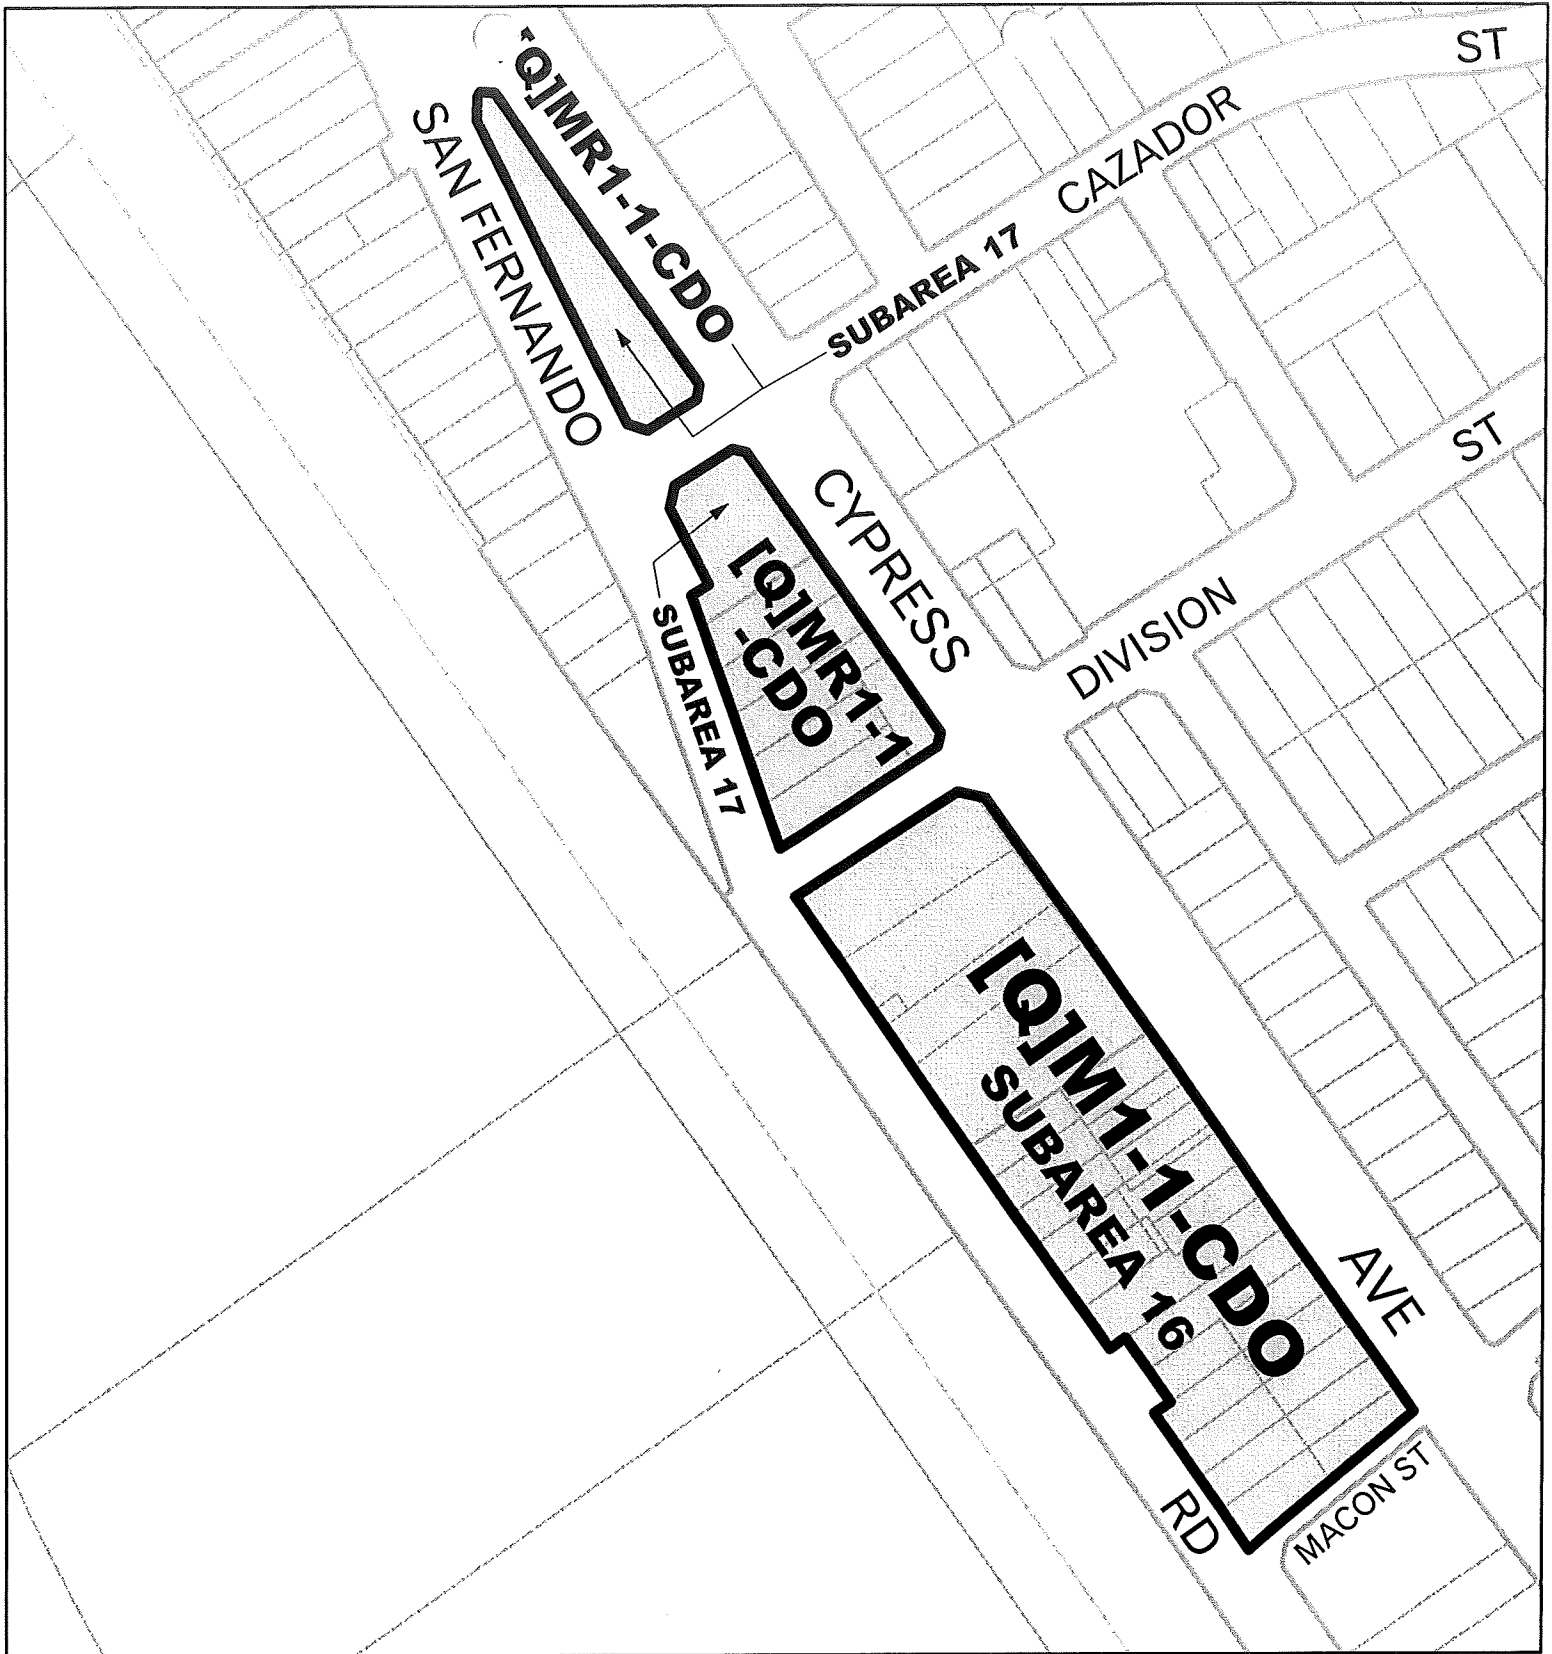 ST
'Q]MR1-1-CDO
SAN FERNANDO
CAZADOR
SUBAREA 17
ST
CYPRESS
[Q]MR1-1
-CDO
DIVISION
SUBAREA 17
[Q]M1-1-CDO
SUBAREA 16
AVE
RD
MACON ST